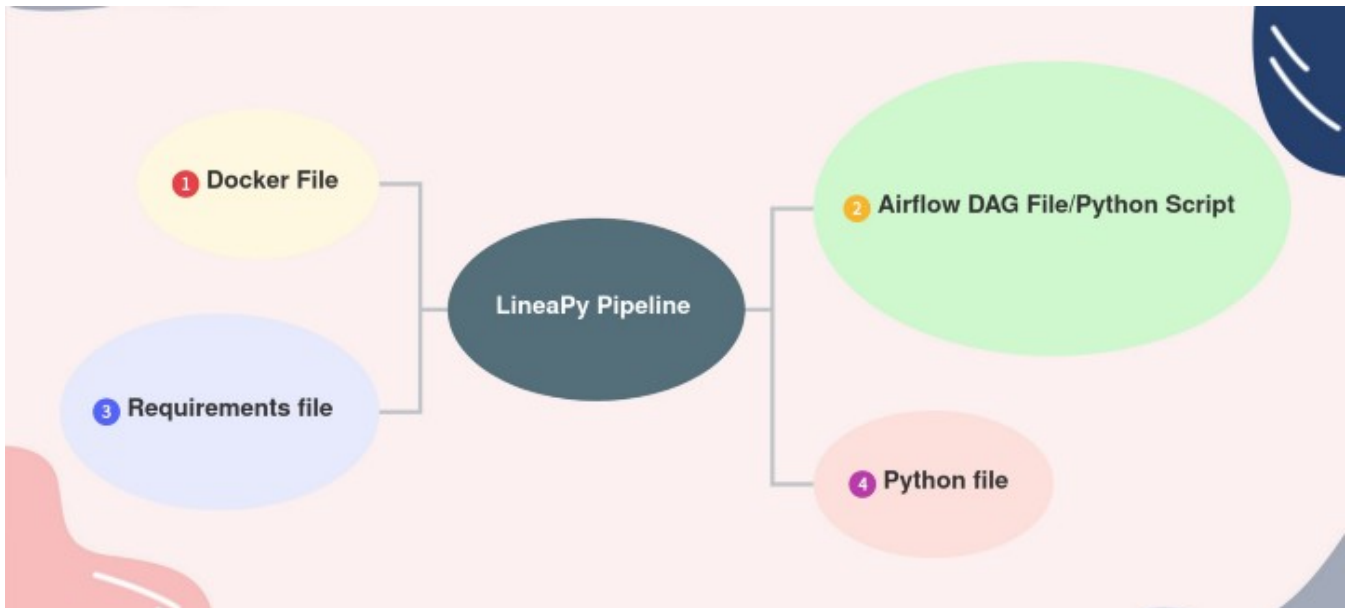 1 Docker File
2 Airflow DAG File/Python Script
LineaPy Pipeline
3 Requirements file
4 Python file